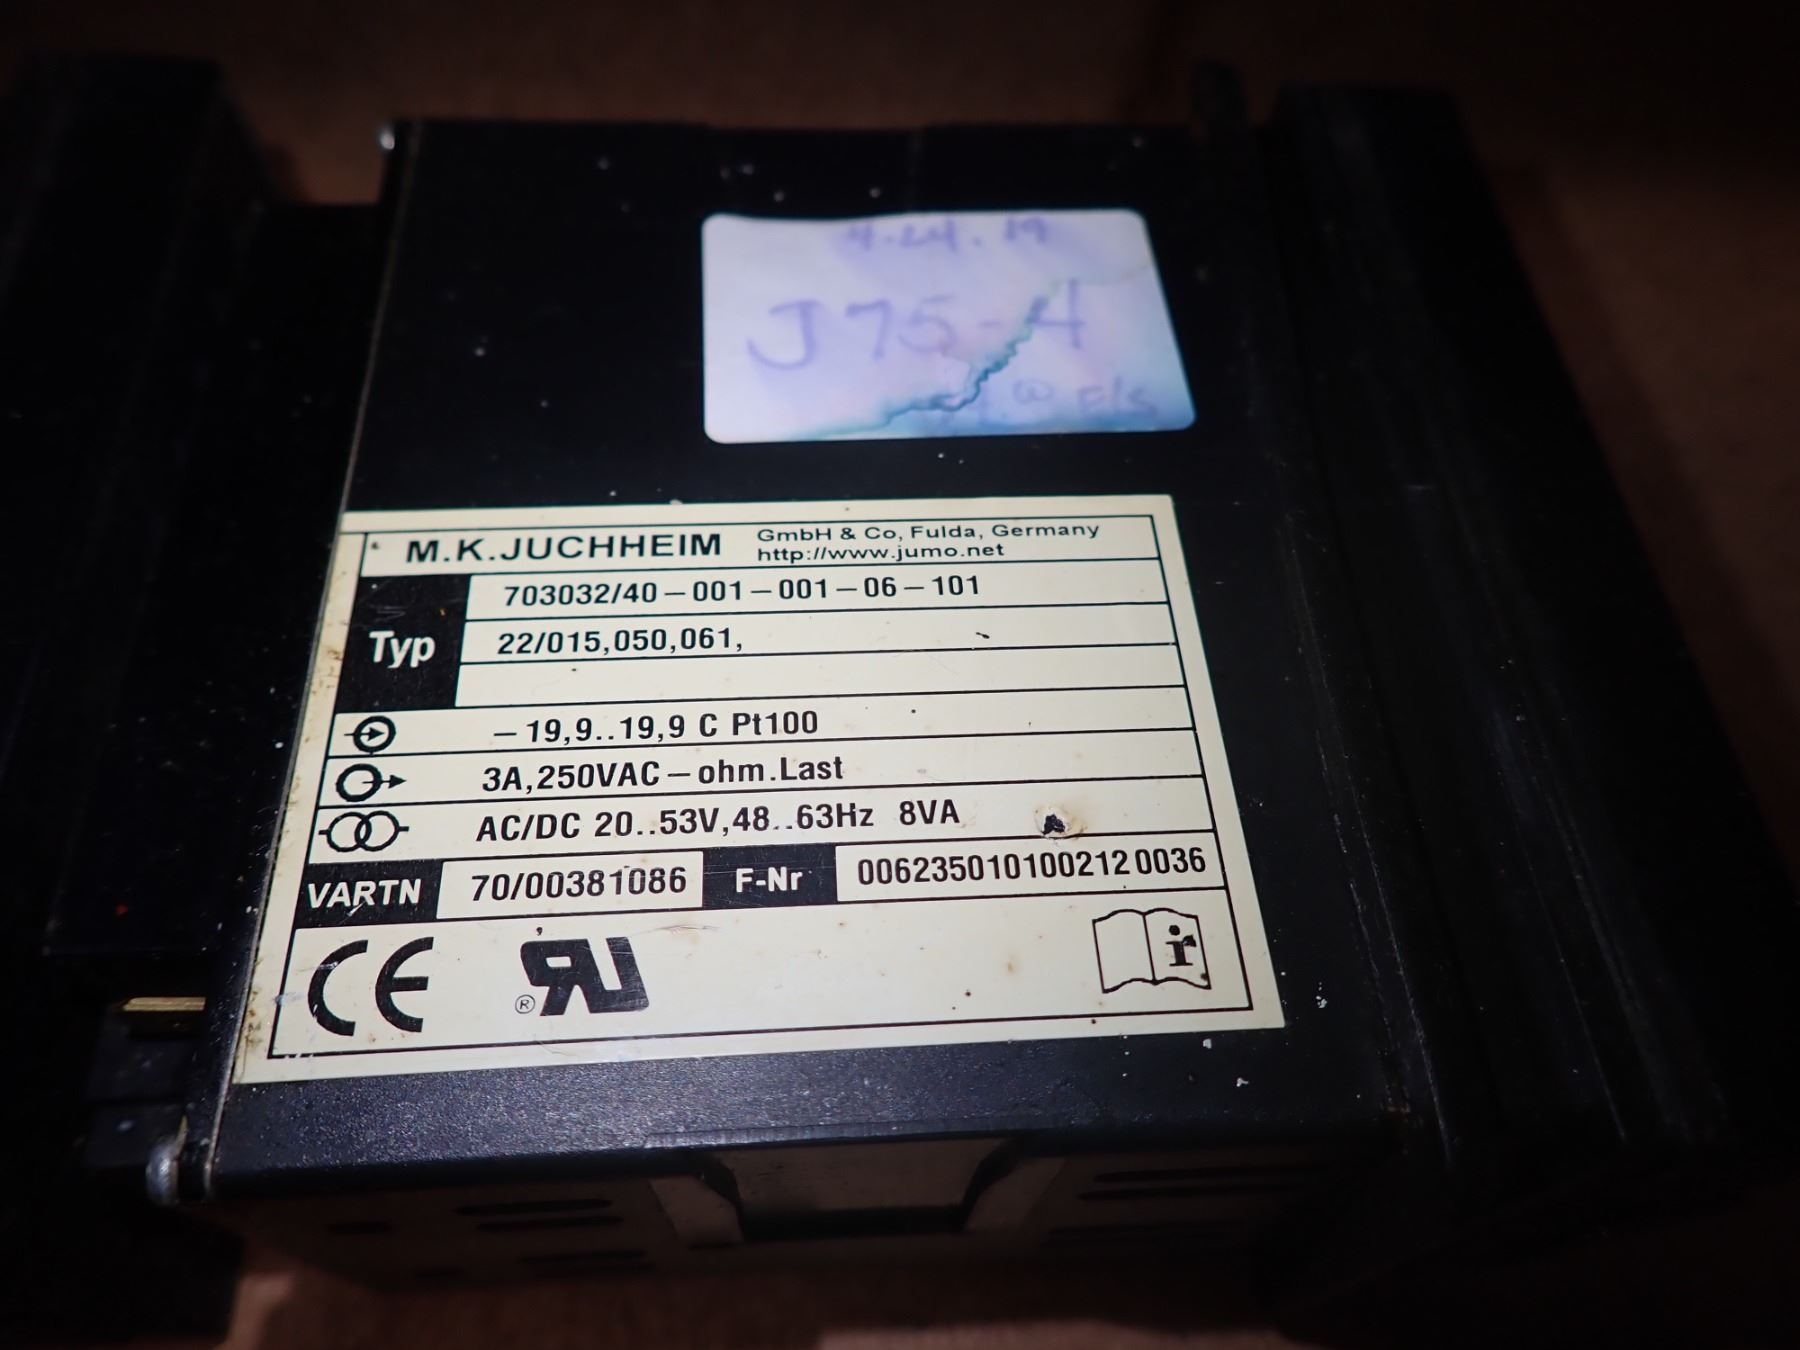 4.24.19
J75-4
@ F/S
M.K.JUCHHEIM GmbH & Co, Fulda, Germany
http://www.jumo.net
Typ
703032/40-001-001-06-101
22/015,050,061,
-19,9..19,9 C Pt100
3A,250VAC-ohm.Last
AC/DC 20..53V,48..63Hz 8VA
VARTN 70/00381086 F-Nr 0062350101002120036
CE ® RU i